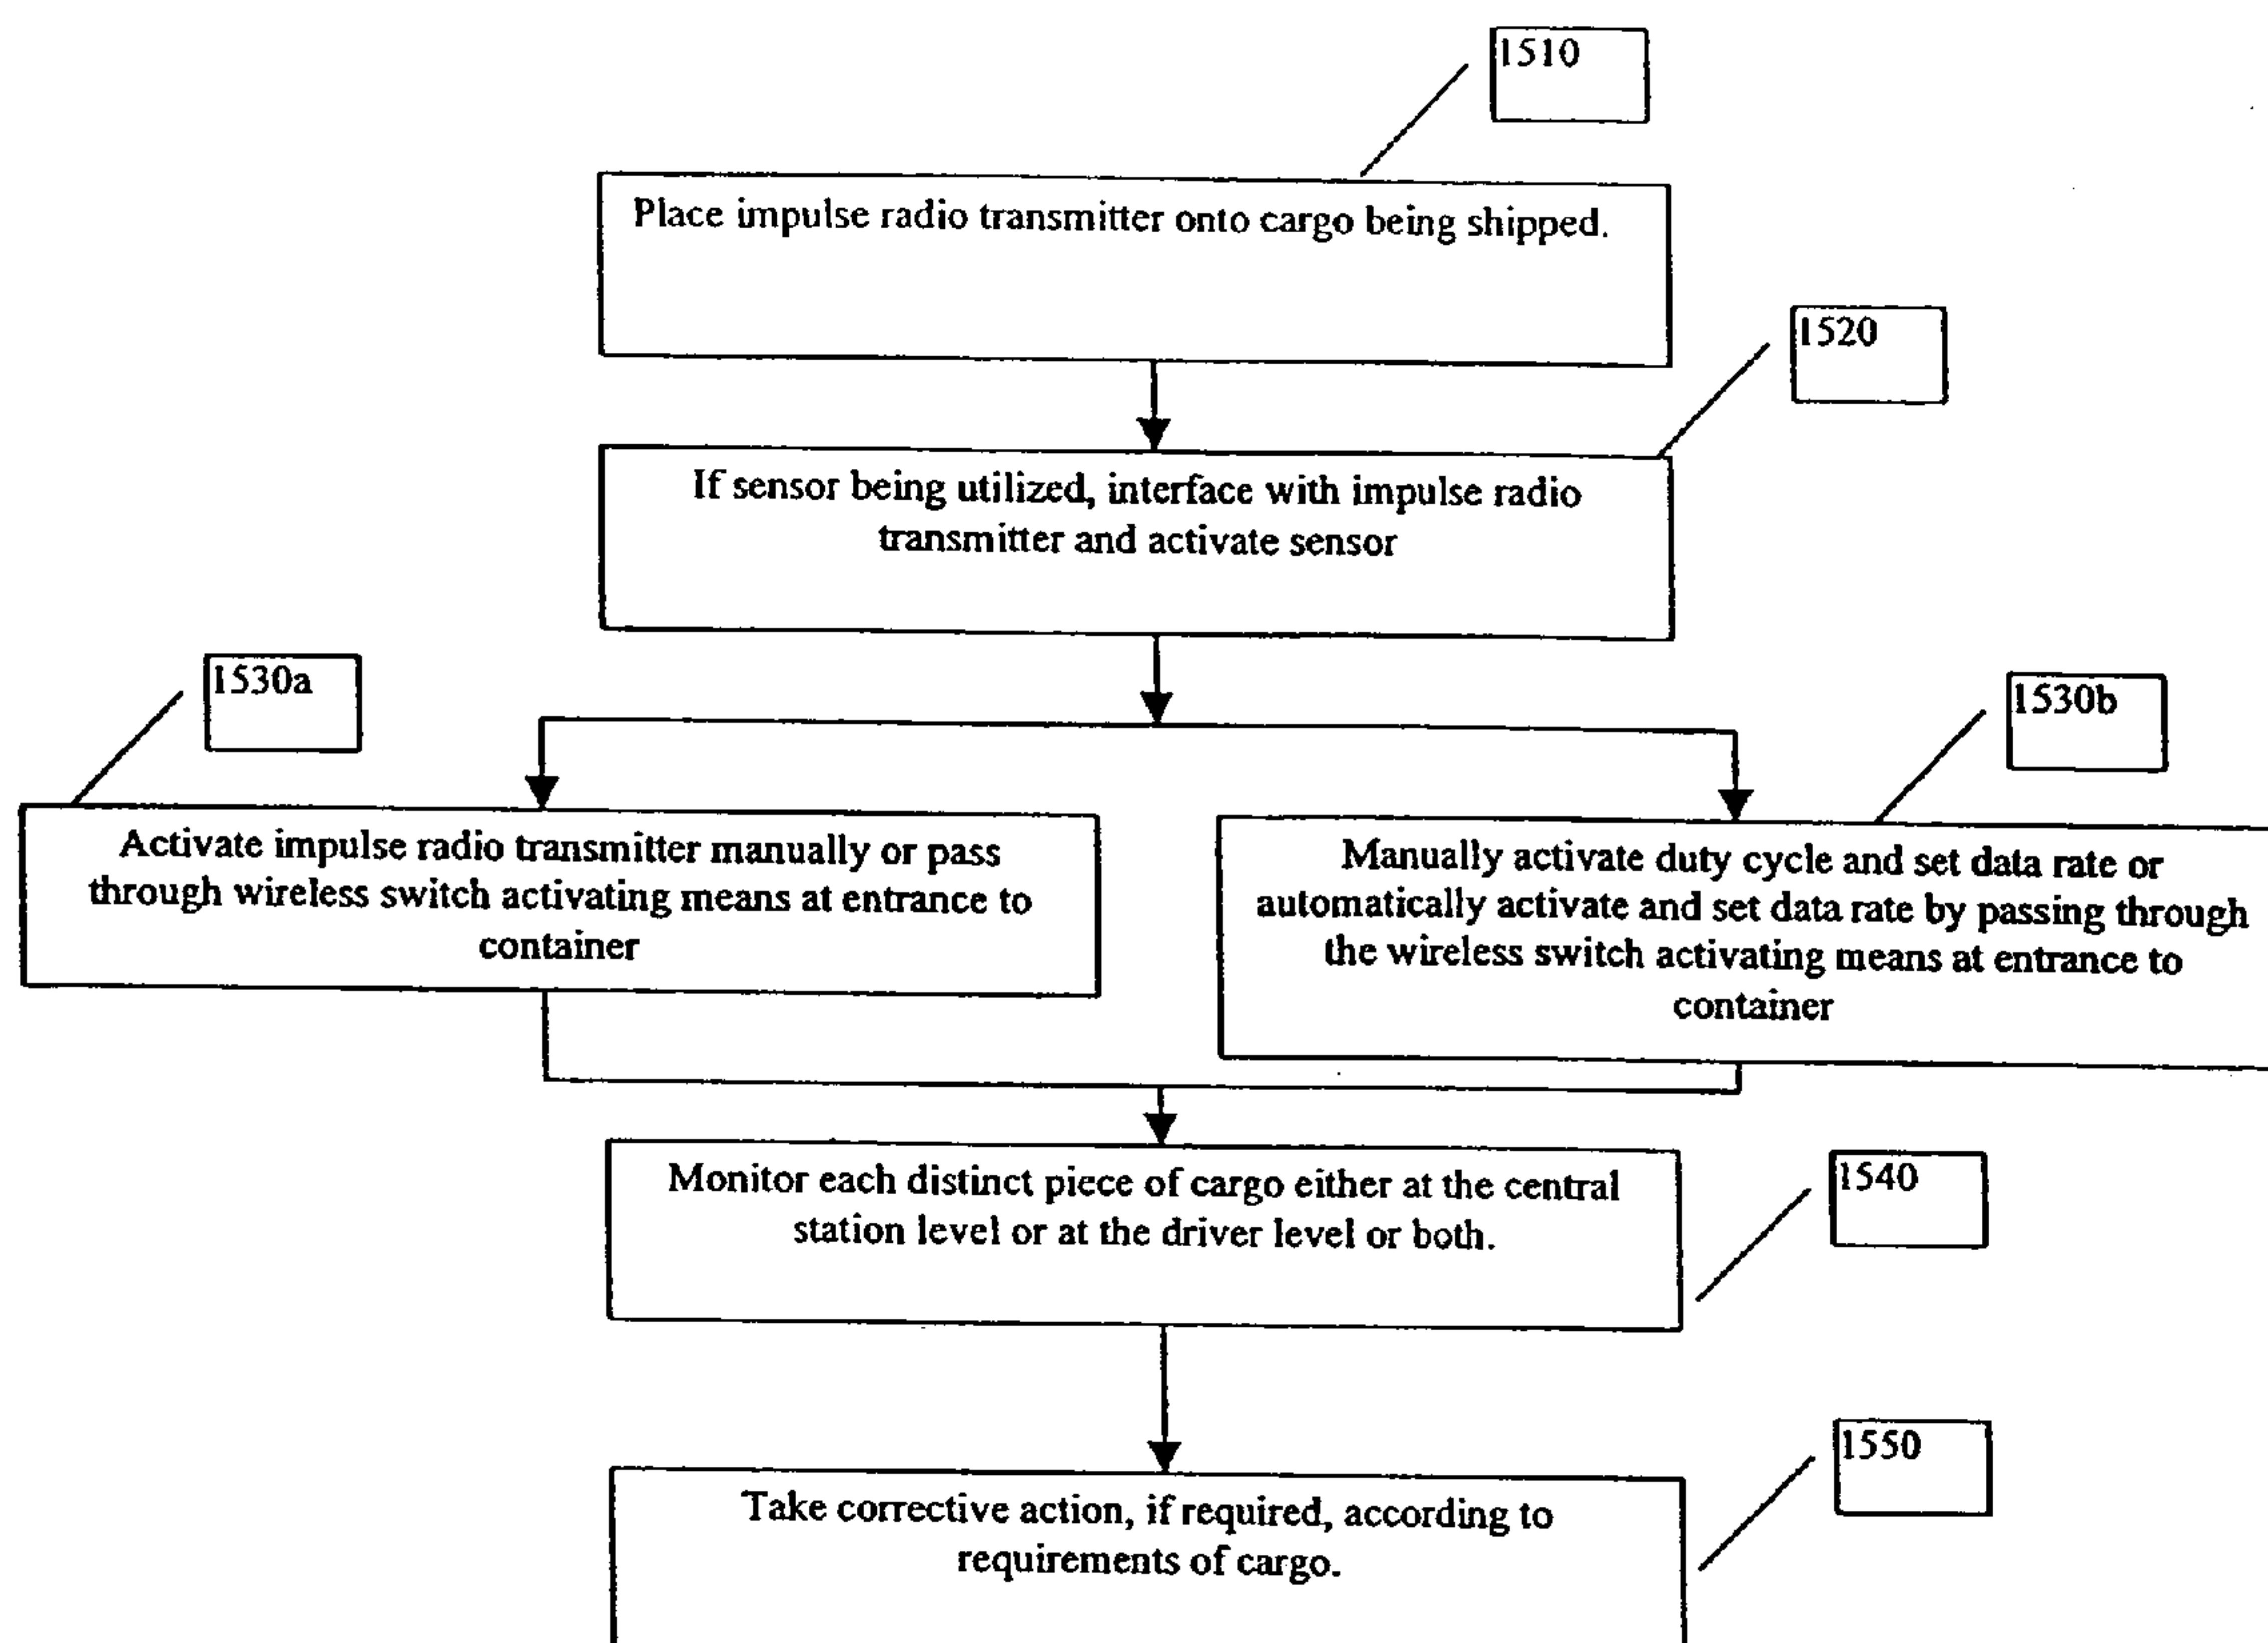 1510
Place impulse radio transmitter onto cargo being shipped.
1520
If sensor being utilized, interface with impulse radio
transmitter and activate sensor
1530a
1530b
Activate impulse radio transmitter manually or pass
through wireless switch activating means at entrance to
container
Manually activate duty cycle and set data rate or
automatically activate and set data rate by passing through
the wireless switch activating means at entrance to
container
Monitor each distinct piece of cargo either at the central
station level or at the driver level or both.
1540
1550
Take corrective action, if required, according to
requirements of cargo.